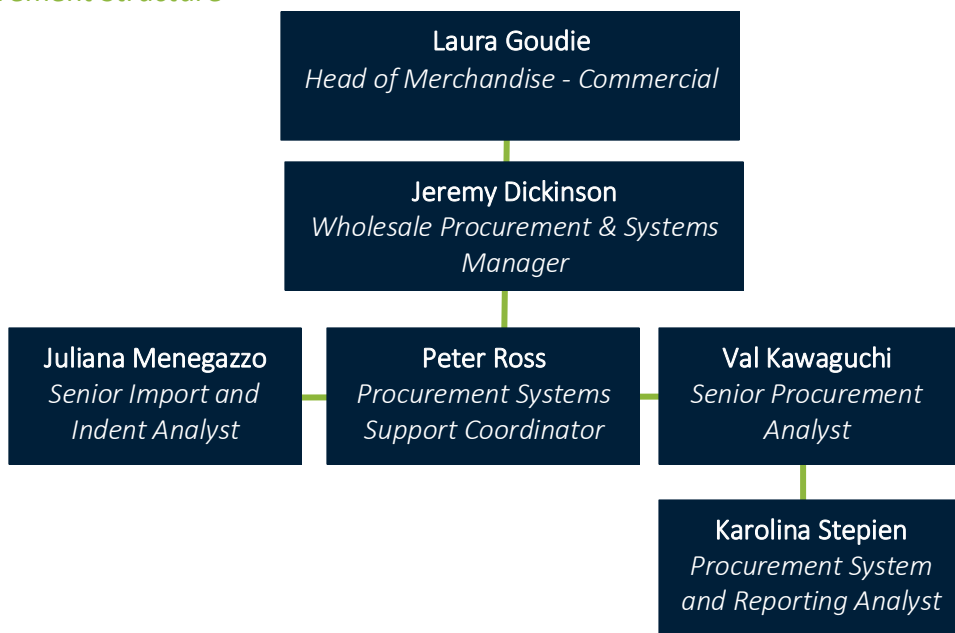 Laura Goudie
Head of Merchandise - Commercial
Jeremy Dickinson
Wholesale Procurement & Systems
Manager
Juliana Menegazzo
Senior Import and
Indent Analyst
Peter Ross
Procurement Systems
Support Coordinator
Val Kawaguchi
Senior Procurement
Analyst
Karolina Stepien
Procurement System
and Reporting Analyst